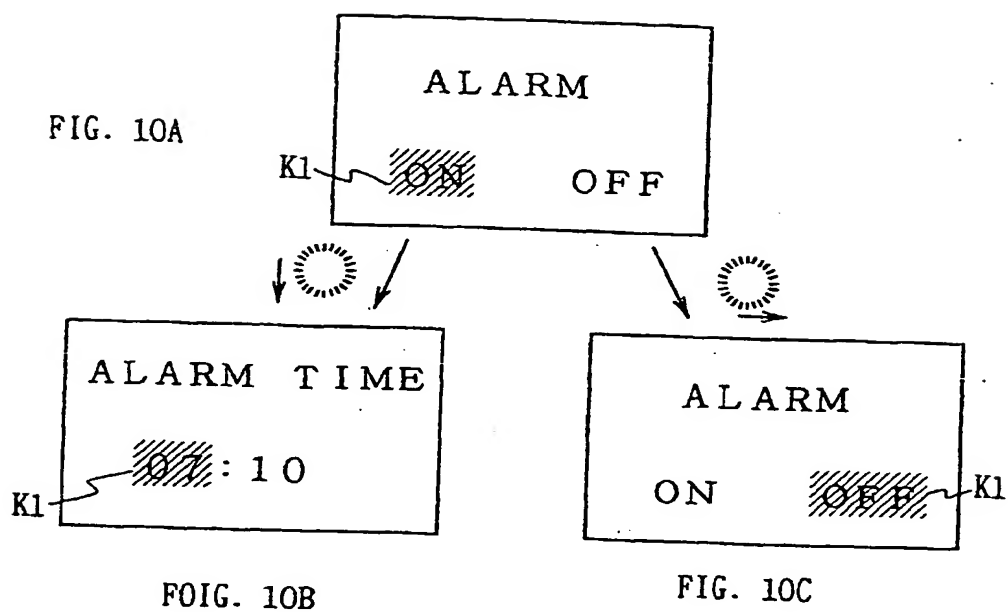 ALARM
FIG. 10A
K1 ON OFF
ALARM TIME
07:10
K1
ALARM
ON OFF K1
FOIG. 10B
FIG. 10C